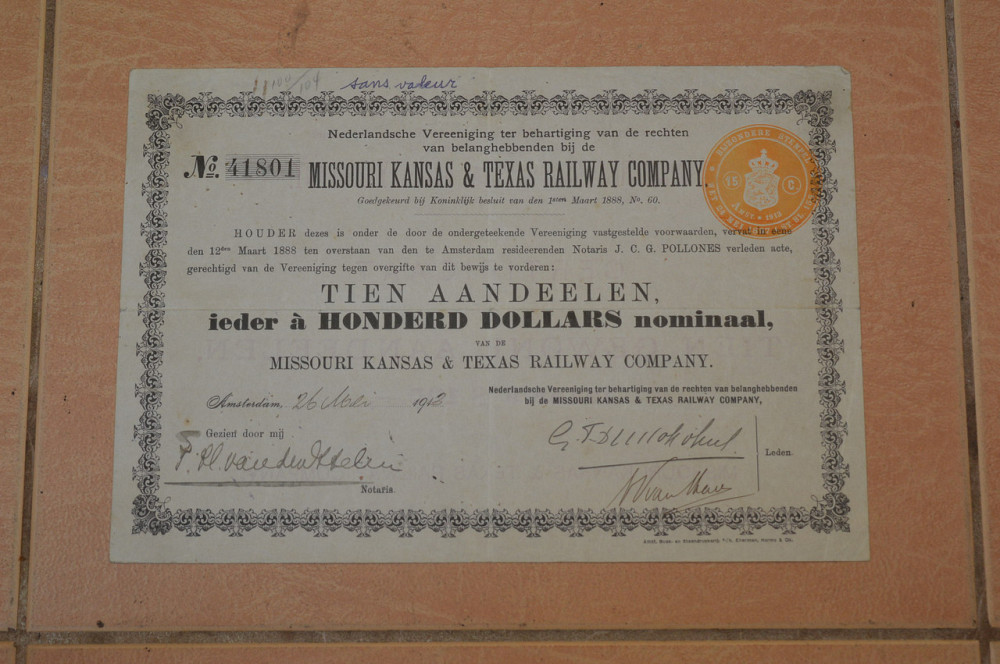 sans valeur
Nederlandsche Vereeniging ter behartiging van de rechten
van belanghebbenden bij de
No. 41801 MISSOURI KANSAS & TEXAS RAILWAY COMPANY.
Goedgekeurd bij Koninklijk besluit van den 1sten Maart 1888, No. 60.
HOUDER dezes is onder de door de ondergeteekende Vereeniging vastgestelde voorwaarden, vervat in eene
den 12den Maart 1888 ten overstaan van den te Amsterdam resideerenden Notaris J. C. G. POLLONES verleden acte,
gerechtigd van de Vereeniging tegen overgifte van dit bewijs te vorderen:
TIEN AANDEELEN,
ieder à HONDERD DOLLARS nominaal,
VAN DE
MISSOURI KANSAS & TEXAS RAILWAY COMPANY.
Nederlandsche Vereeniging ter behartiging van de rechten van belanghebbenden
bij de MISSOURI KANSAS & TEXAS RAILWAY COMPANY,
Amsterdam, 26 Mei 1913
Gezien door mij
Notaris.
Leden.
15 C.